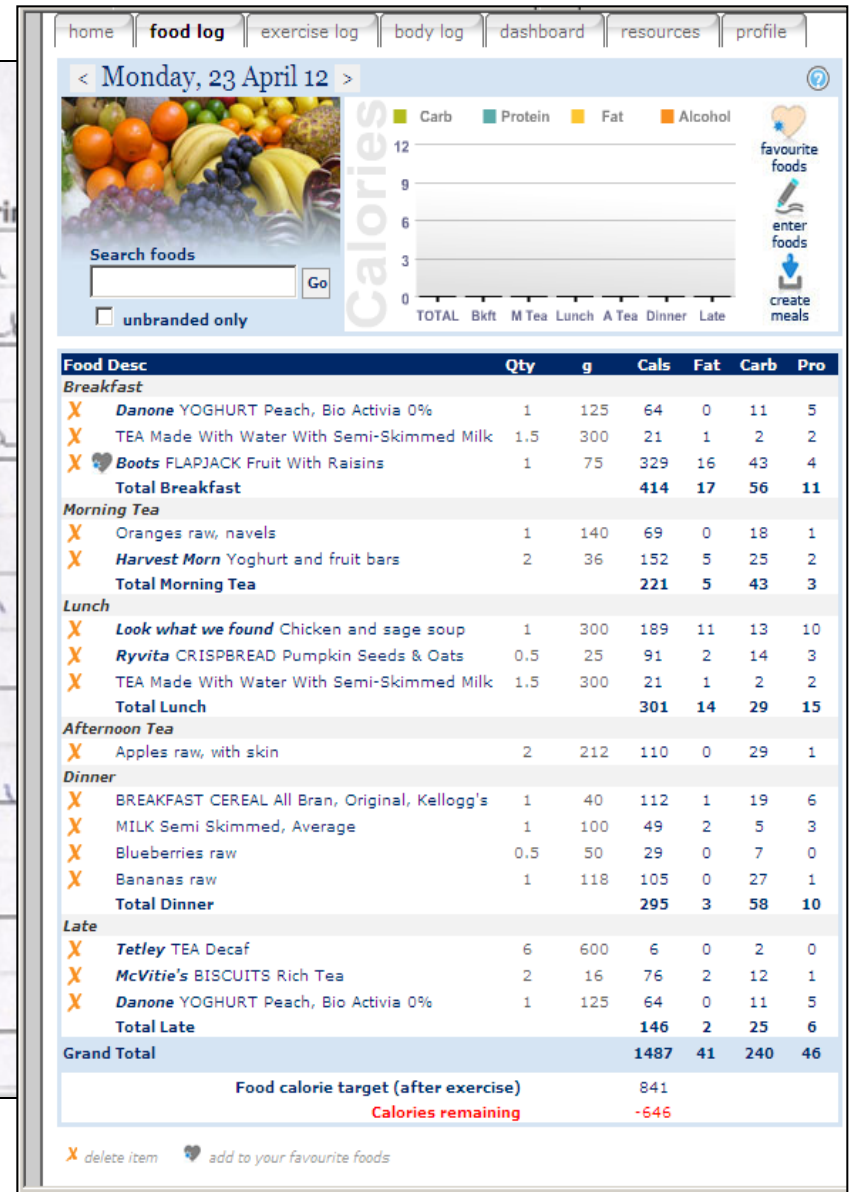 home food log exercise log body log dashboard resources profile
< Monday, 23 April 12 >
Calories
Carb Protein Fat Alcohol
12
9
6
3
0
TOTAL Bkft M Tea Lunch A Tea Dinner Late
favourite
foods
enter
foods
create
meals
Search foods
Go
unbranded only
Food Desc Qty g Cals Fat Carb Pro
Breakfast
X Danone YOGHURT Peach, Bio Activia 0% 1 125 64 0 11 5
X TEA Made With Water With Semi-Skimmed Milk 1.5 300 21 1 2 2
X Boots FLAPJACK Fruit With Raisins 1 75 329 16 43 4
Total Breakfast 414 17 56 11
Morning Tea
X Oranges raw, navels 1 140 69 0 18 1
X Harvest Morn Yoghurt and fruit bars 2 36 152 5 25 2
Total Morning Tea 221 5 43 3
Lunch
X Look what we found Chicken and sage soup 1 300 189 11 13 10
X Ryvita CRISPBREAD Pumpkin Seeds & Oats 0.5 25 91 2 14 3
X TEA Made With Water With Semi-Skimmed Milk 1.5 300 21 1 2 2
Total Lunch 301 14 29 15
Afternoon Tea
X Apples raw, with skin 2 212 110 0 29 1
Dinner
X BREAKFAST CEREAL All Bran, Original, Kellogg's 1 40 112 1 19 6
X MILK Semi Skimmed, Average 1 100 49 2 5 3
X Blueberries raw 0.5 50 29 0 7 0
X Bananas raw 1 118 105 0 27 1
Total Dinner 295 3 58 10
Late
X Tetley TEA Decaf 6 600 6 0 2 0
X McVitie's BISCUITS Rich Tea 2 16 76 2 12 1
X Danone YOGHURT Peach, Bio Activia 0% 1 125 64 0 11 5
Total Late 146 2 25 6
Grand Total 1487 41 240 46
Food calorie target (after exercise) 841
Calories remaining -646
X delete item add to your favourite foods